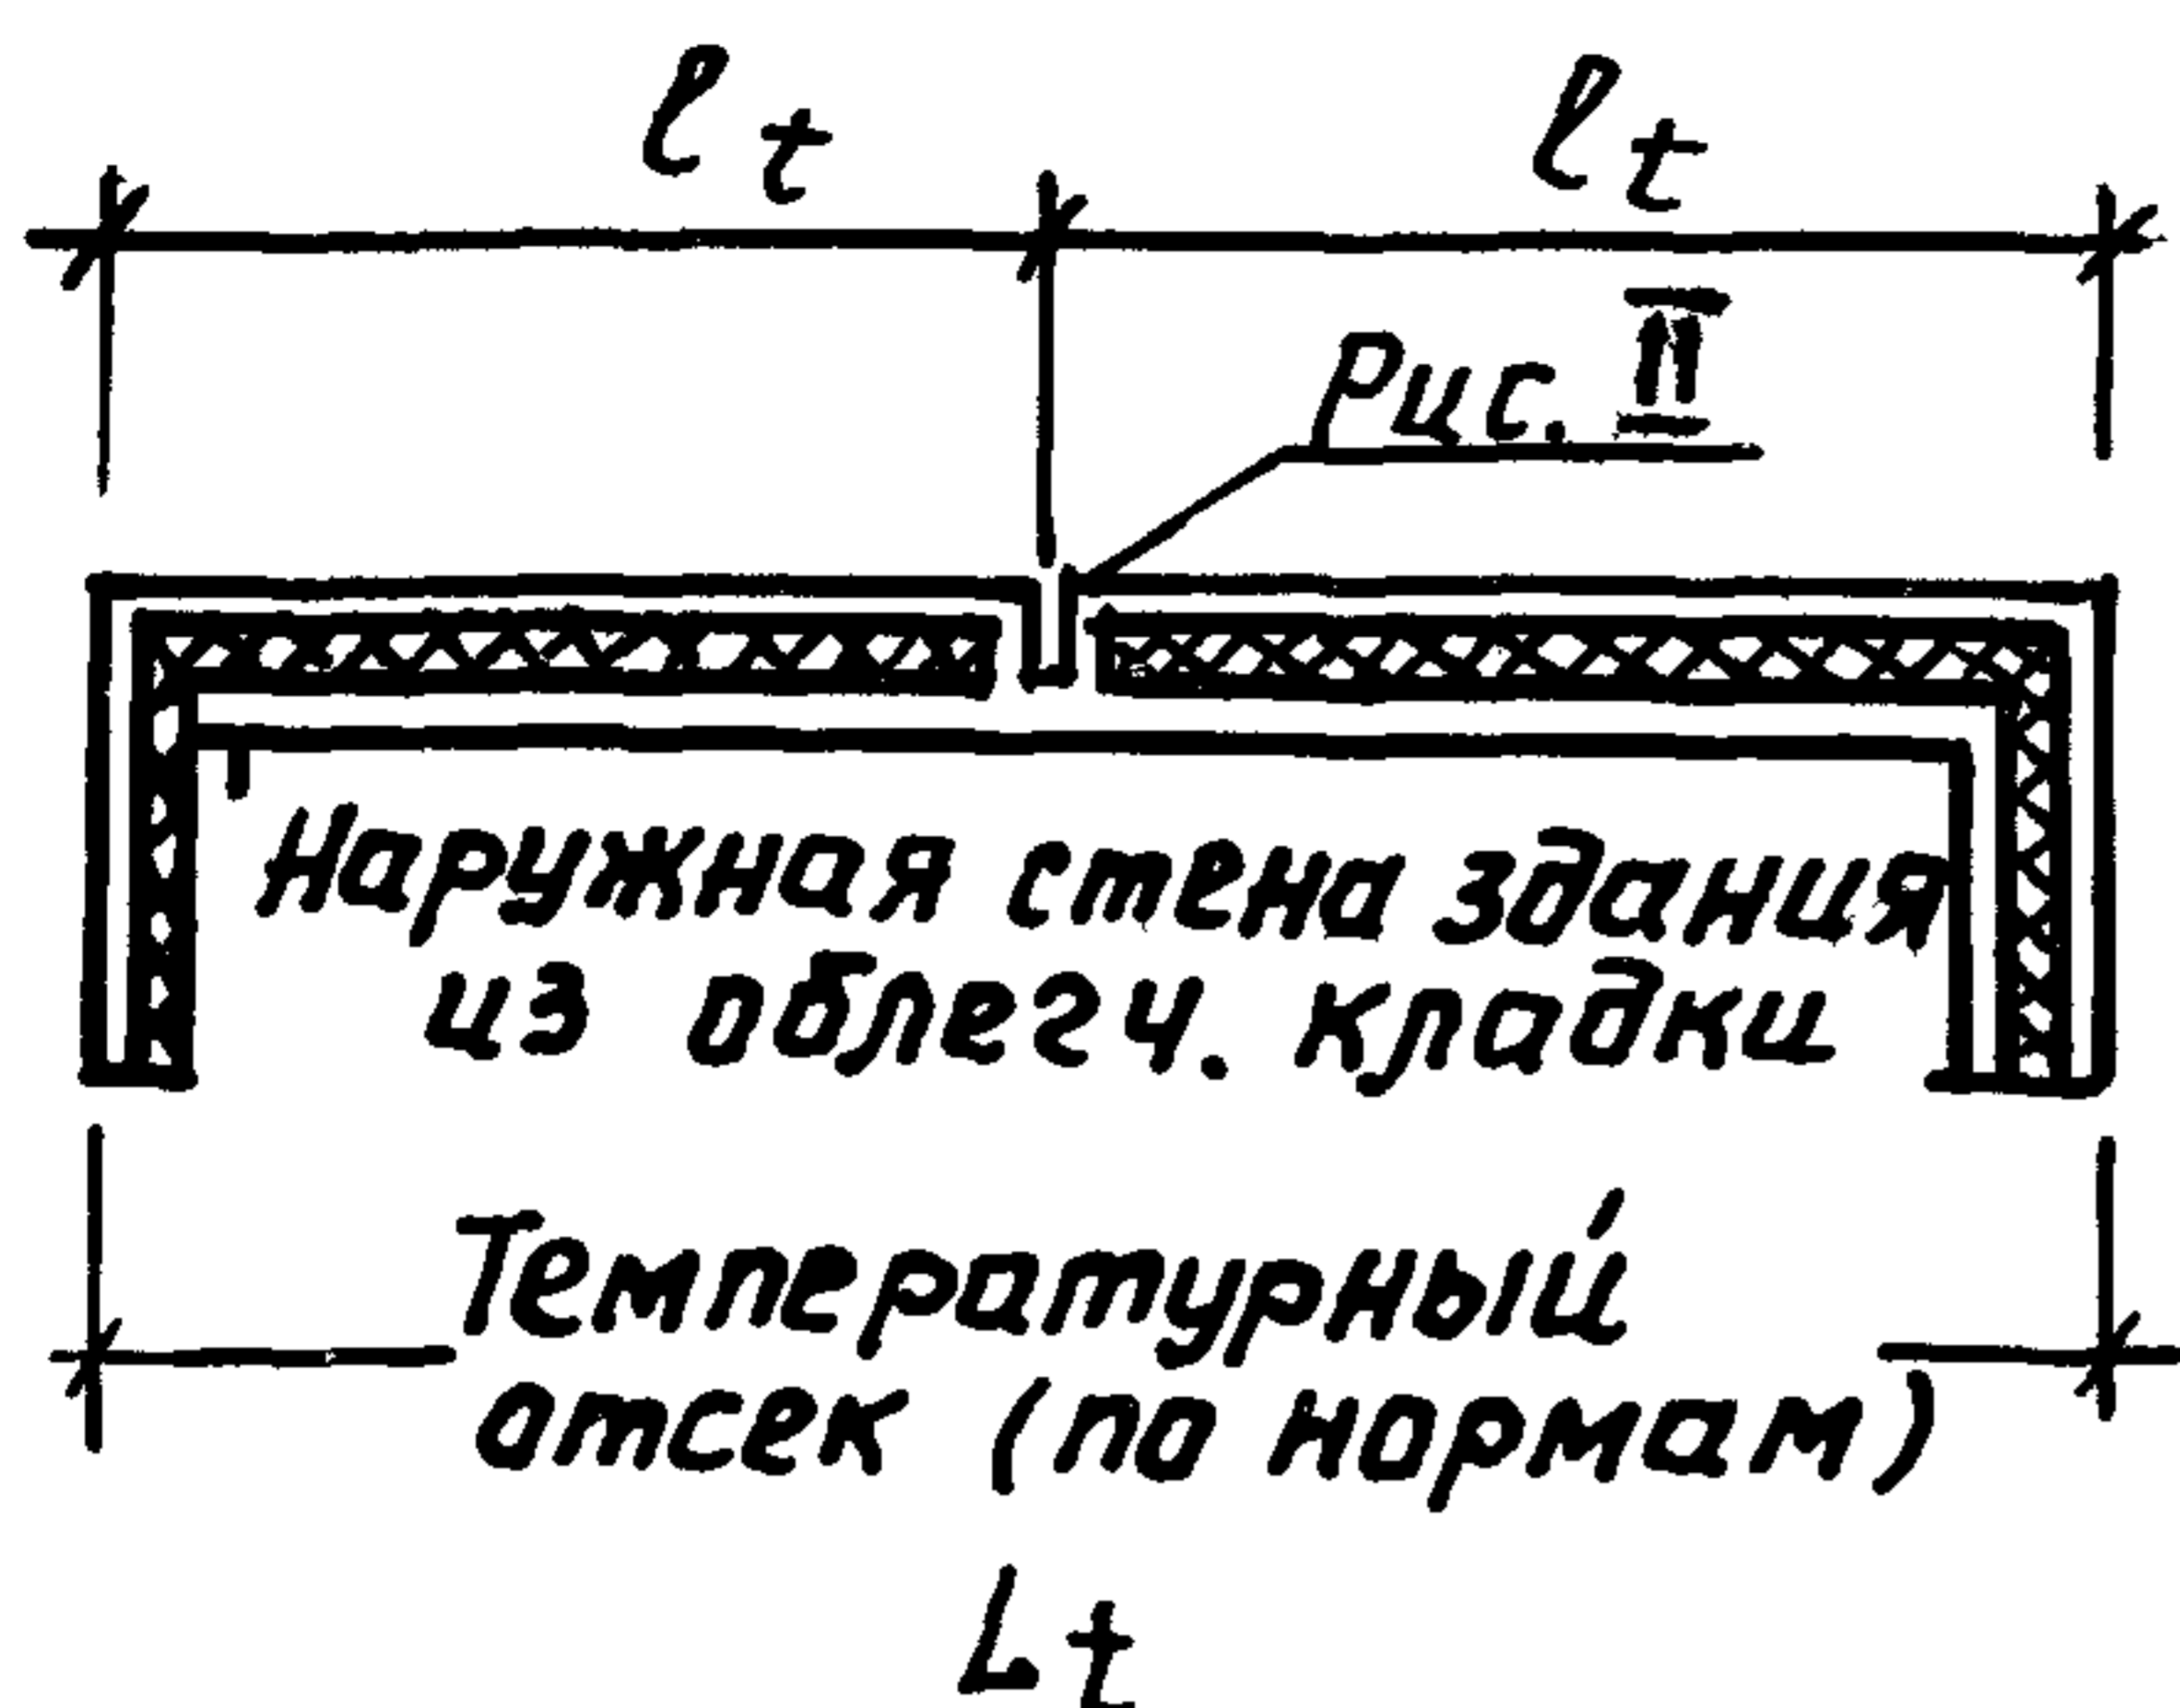 lt lt
Рис. II
Наружная стена здания
из облегч. кладки
Температурный
отсек (по нормам)
Lt